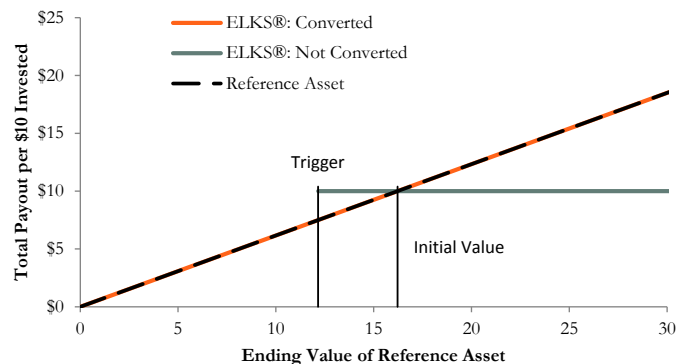 ELKS®: Converted
ELKS®: Not Converted
Reference Asset
Total Payout per $10 Invested
$25
$20
$15
$10
$5
$0
Trigger
Initial Value
0 5 10 15 20 25 30
Ending Value of Reference Asset